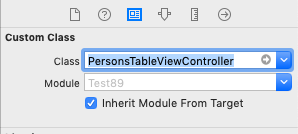 Custom Class
Class PersonsTableViewController
Module Test89
Inherit Module From Target